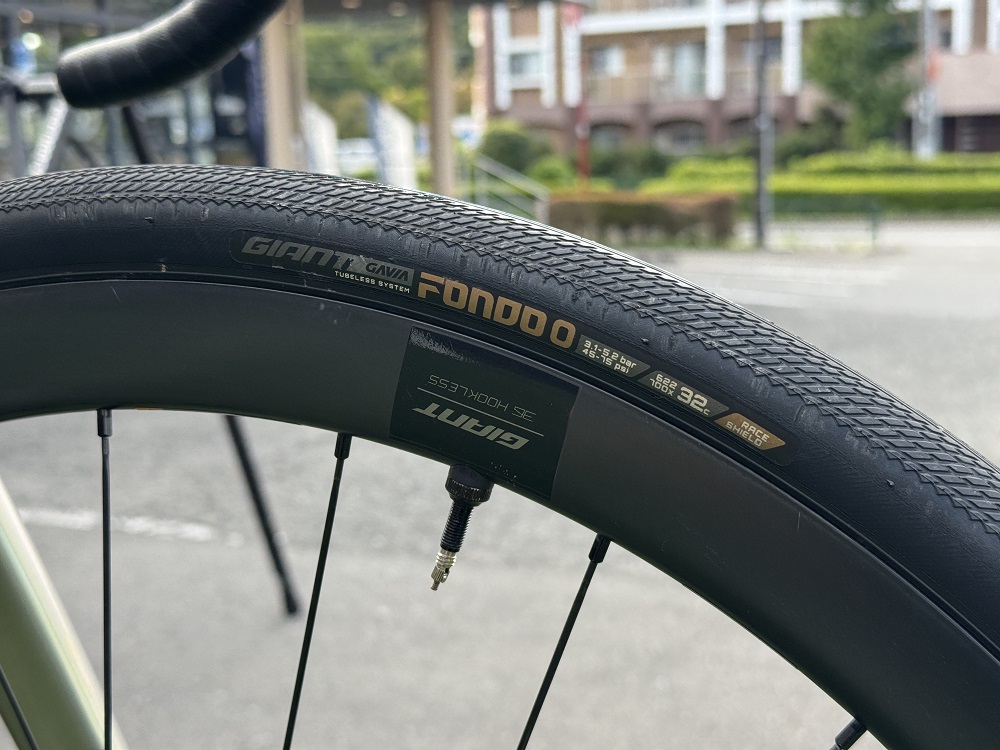 GIANT GAVIA
TUBELESS SYSTEM
FONDO 0
3.1-5.2 bar
45-75 psi
622
700x 32c
RACE
SHIELD
GIANT
36 HOOKLESS